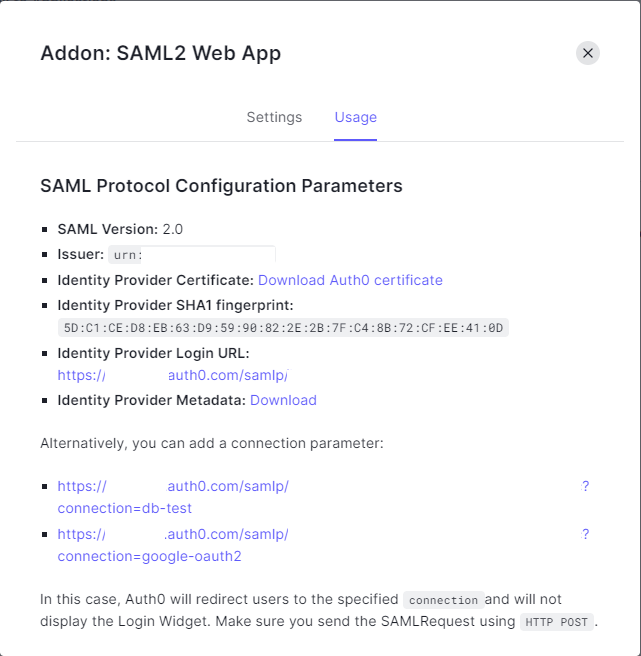 Addon: SAML2 Web App
Settings
Usage
SAML Protocol Configuration Parameters
SAML Version: 2.0
Issuer: urn:
Identity Provider Certificate: Download Auth0 certificate
Identity Provider SHA1 fingerprint:
5D:C1:CE:D8:EB:63:D9:59:90:82:2E:2B:7F:C4:8B:72:CF:EE:41:0D
Identity Provider Login URL:
https:// auth0.com/samlp/
Identity Provider Metadata: Download
Alternatively, you can add a connection parameter:
https:// .auth0.com/samlp/ ?
connection=db-test
https:// .auth0.com/samlp/ ?
connection=google-oauth2
In this case, Auth0 will redirect users to the specified connection and will not
display the Login Widget. Make sure you send the SAMLRequest using HTTP POST.